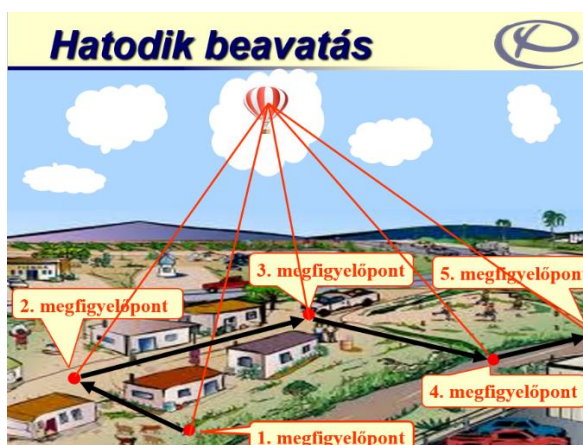 Hatodik beavatás
3. megfigyelőpont
5. megfigyelőpont
2. megfigyelőpont
4. megfigyelőpont
1. megfigyelőpont